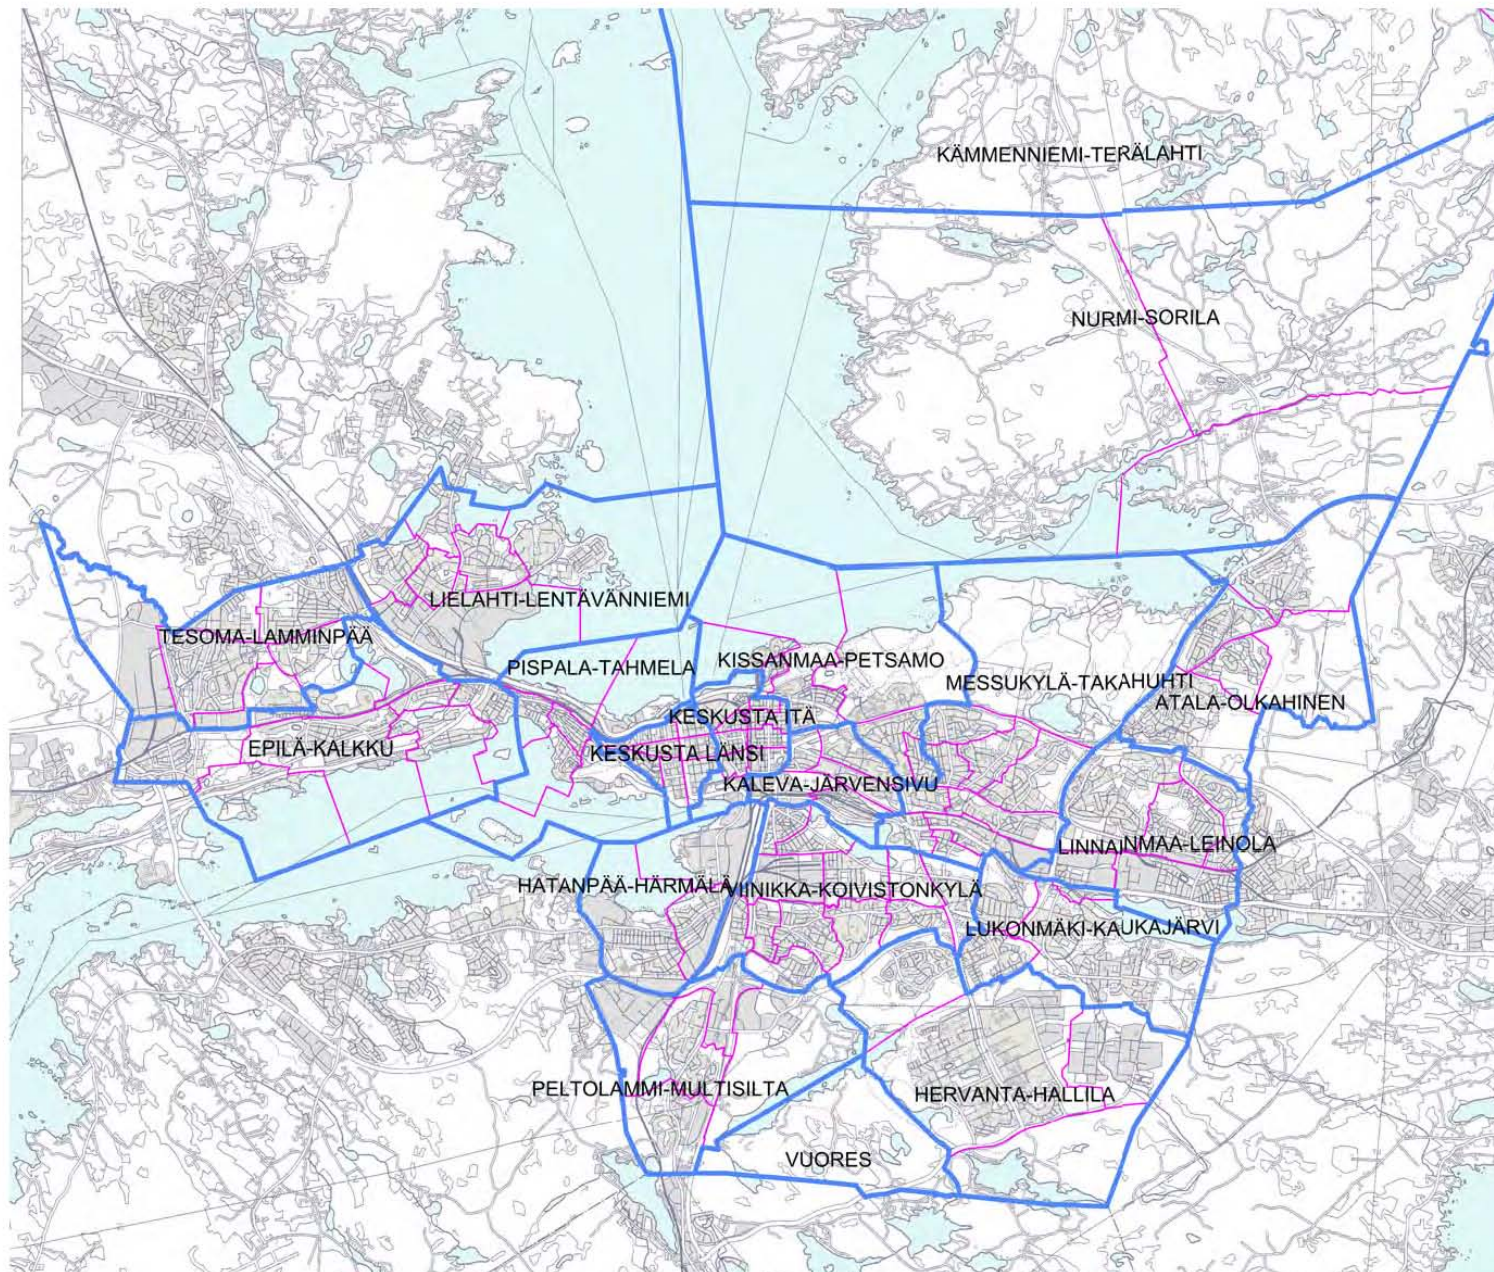 KÄMMENNIEMI-TERÄLAHTI
NURMI-SORILA
LIELAHTI-LENTÄVÄNNIEMI
TESOMA-LAMMINPÄÄ
PISPALA-TAHMELA
KISSANMAA-PETSAMO
MESSUKYLÄ-TAKAHUHTI
ATALA-OLKAHINEN
KESKUSTA ITÄ
EPILÄ-KALKKU
KESKUSTA LÄNSI
KALEVA-JÄRVENSIVU
LINNAINMAA-LEINOLA
HATANPÄÄ-HÄRMÄLÄ
VIINIKKA-KOIVISTONKYLÄ
LUKONMÄKI-KAUKAJÄRVI
PELTOLAMMI-MULTISILTA
HERVANTA-HALLILA
VUORES